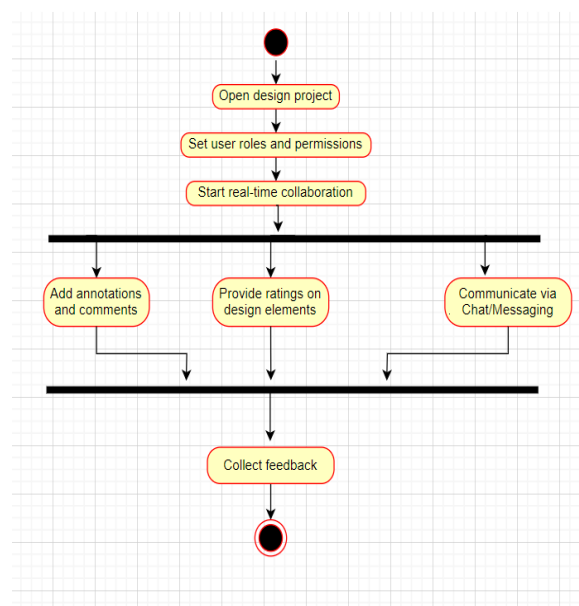 Open design project
Set user roles and permissions
Start real-time collaboration
Add annotations
and comments
Provide ratings on
design elements
Communicate via
Chat/Messaging
Collect feedback